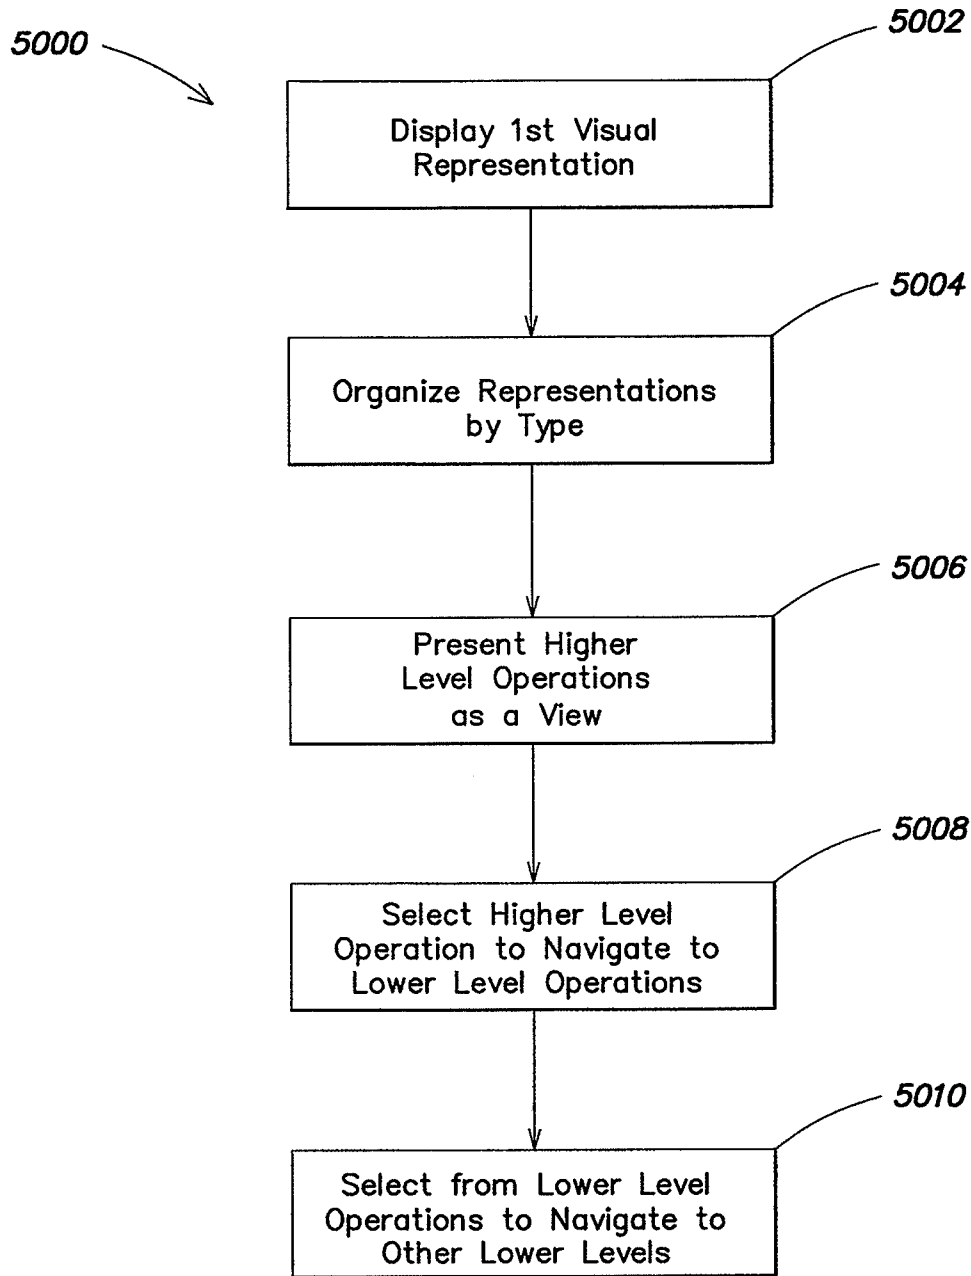 5000
5002
Display 1st Visual
Representation
5004
Organize Representations
by Type
5006
Present Higher
Level Operations
as a View
5008
Select Higher Level
Operation to Navigate to
Lower Level Operations
5010
Select from Lower Level
Operations to Navigate to
Other Lower Levels